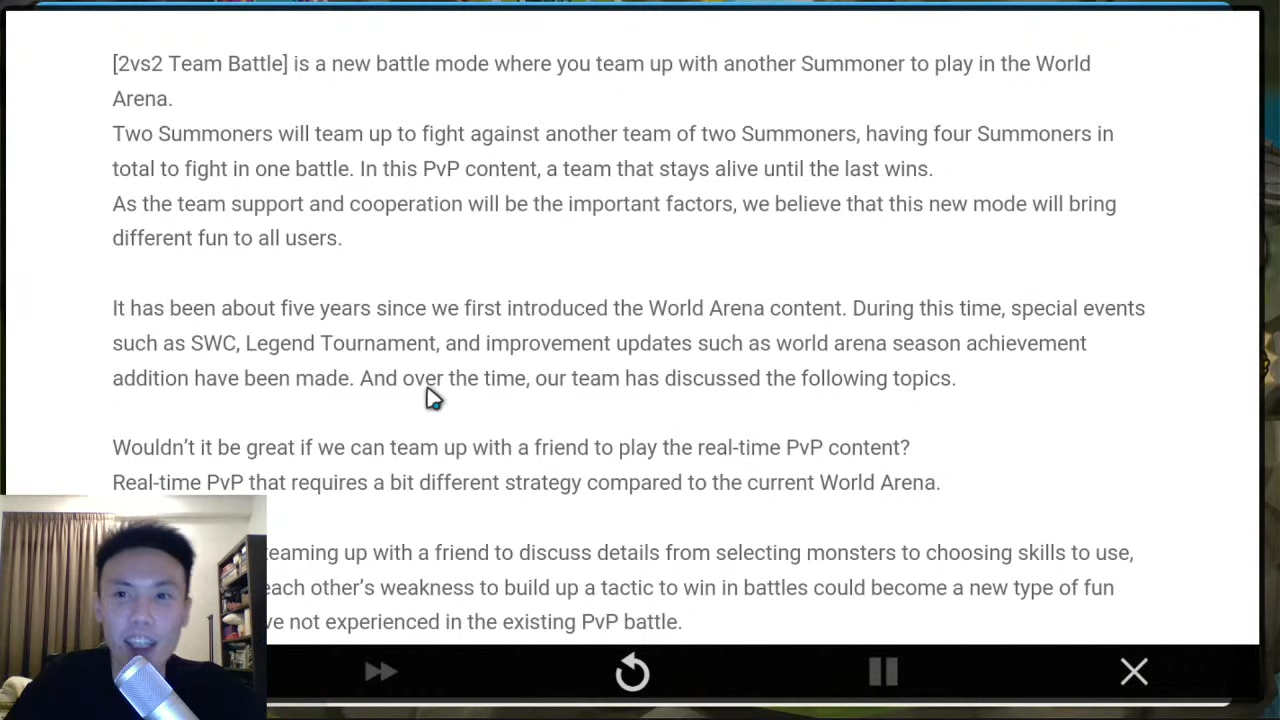 [2vs2 Team Battle] is a new battle mode where you team up with another Summoner to play in the World
Arena.
Two Summoners will team up to fight against another team of two Summoners, having four Summoners in
total to fight in one battle. In this PvP content, a team that stays alive until the last wins.
As the team support and cooperation will be the important factors, we believe that this new mode will bring
different fun to all users.
It has been about five years since we first introduced the World Arena content. During this time, special events
such as SWC, Legend Tournament, and improvement updates such as world arena season achievement
addition have been made. And over the time, our team has discussed the following topics.
Wouldn’t it be great if we can team up with a friend to play the real-time PvP content?
Real-time PvP that requires a bit different strategy compared to the current World Arena.
teaming up with a friend to discuss details from selecting monsters to choosing skills to use,
each other’s weakness to build up a tactic to win in battles could become a new type of fun
not experienced in the existing PvP battle.